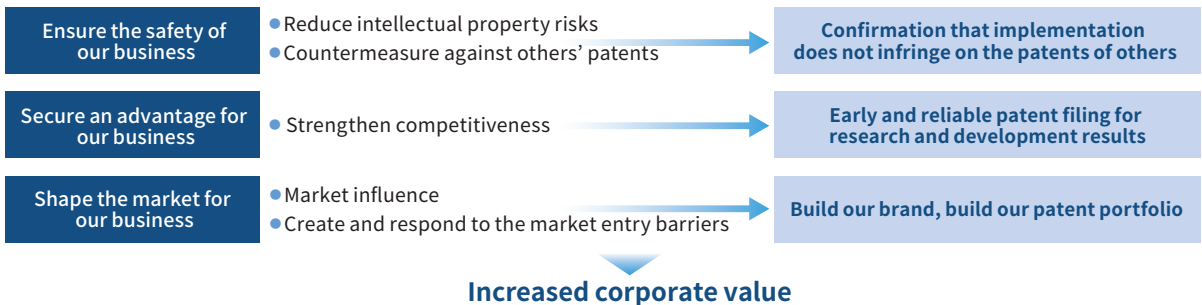 Ensure the safety of
our business
●Reduce intellectual property risks
●Countermeasure against others’ patents
Confirmation that implementation
does not infringe on the patents of others
Secure an advantage for
our business
● Strengthen competitiveness
Early and reliable patent filing for
research and development results
Shape the market for
our business
●Market influence
●Create and respond to the market entry barriers
Build our brand, build our patent portfolio
Increased corporate value